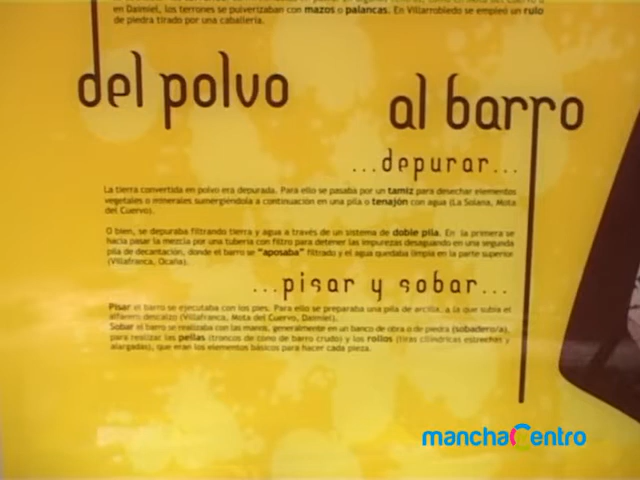 en Daimiel, los terrones se pulverizaban con mazos o palancas. En Villarrobledo se empleó un rulo
de piedra tirado por una caballería.
del polvo
al barro
...depurar...
La tierra convertida en polvo era depurada. Para ello se pasaba por un tamiz para desechar elementos
vegetales o minerales sumergiéndola a continuación en una pila o tenajón con agua (La Solana, Mota
del Cuervo).
O bien, se depuraba filtrando tierra y agua a través de un sistema de doble pila. En la primera se
hacía pasar la mezcla por una tubería con filtro para detener las impurezas desaguando en una segunda
pila de decantación, donde el barro se "aposaba" filtrado y el agua quedaba limpia en la parte superior
(Villafranca, Ocaña).
...pisar y sobar...
Pisar el barro se ejecutaba con los pies. Para ello se preparaba una pila de arcilla, a la que subía el
alfarero descalzo (Villafranca, Mota del Cuervo, Daimiel).
Sobar el barro se realizaba con las manos, generalmente en un banco de obra o de piedra (sobadero/a),
para realizar las pellas (troncos de cono de barro crudo) y los rollos (tiras cilíndricas estrechas y
alargadas), que eran los elementos básicos para hacer cada pieza.
manchaCentro